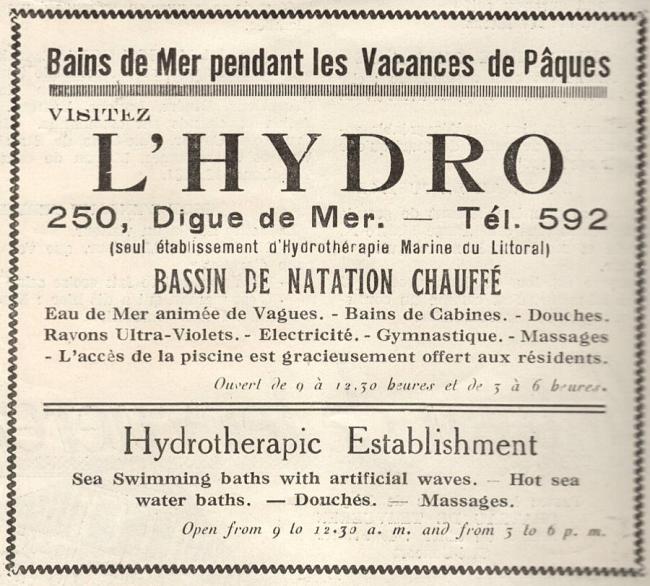 Bains de Mer pendant les Vacances de Pâques
VISITEZ
L'HYDRO
250, Digue de Mer. — Tél. 592
(seul établissement d'Hydrothérapie Marine du Littoral)
BASSIN DE NATATION CHAUFFÉ
Eau de Mer animée de Vagues. - Bains de Cabines. - Douches.
Rayons Ultra-Violets. - Electricité. - Gymnastique. - Massages
- L'accès de la piscine est gracieusement offert aux résidents.
Ouvert de 9 à 12.30 heures et de 3 à 6 heures.
Hydrotherapic Establishment
Sea Swimming baths with artificial waves. — Hot sea
water baths. — Douchés. — Massages.
Open from 9 to 12.30 a. m. and from 3 to 6 p. m.